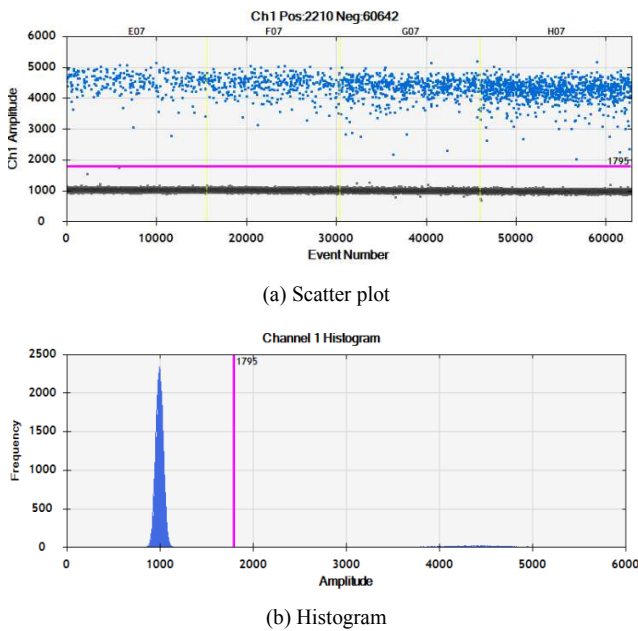 Ch1 Pos:2210 Neg:60642
E07 F07 G07 H07
6000
5000
4000
3000
2000
1000
0
Ch1 Amplitude
1795
0 10000 20000 30000 40000 50000 60000
Event Number
(a) Scatter plot
Channel 1 Histogram
2500
2000
1500
1000
500
0
Frequency
1795
0 1000 2000 3000 4000 5000 6000
Amplitude
(b) Histogram